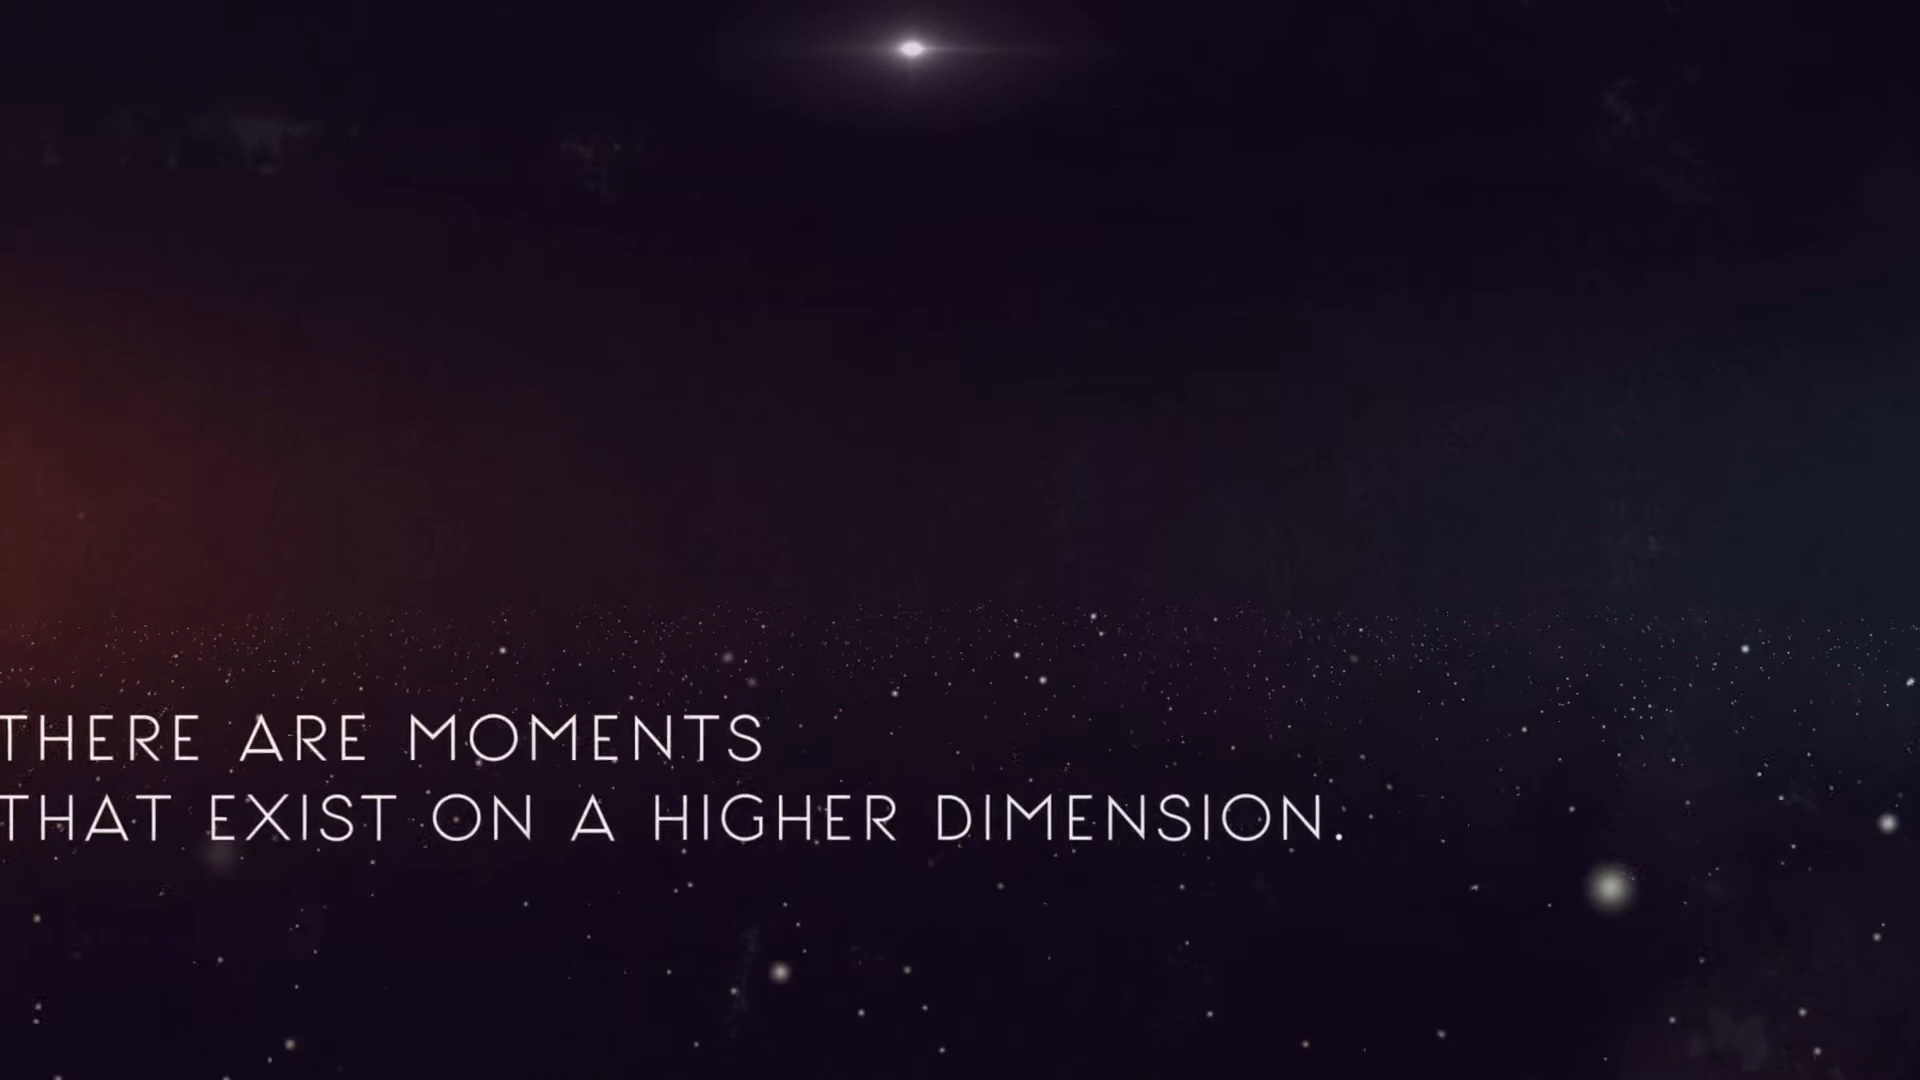 THERE ARE MOMENTS
THAT EXIST ON A HIGHER DIMENSION.